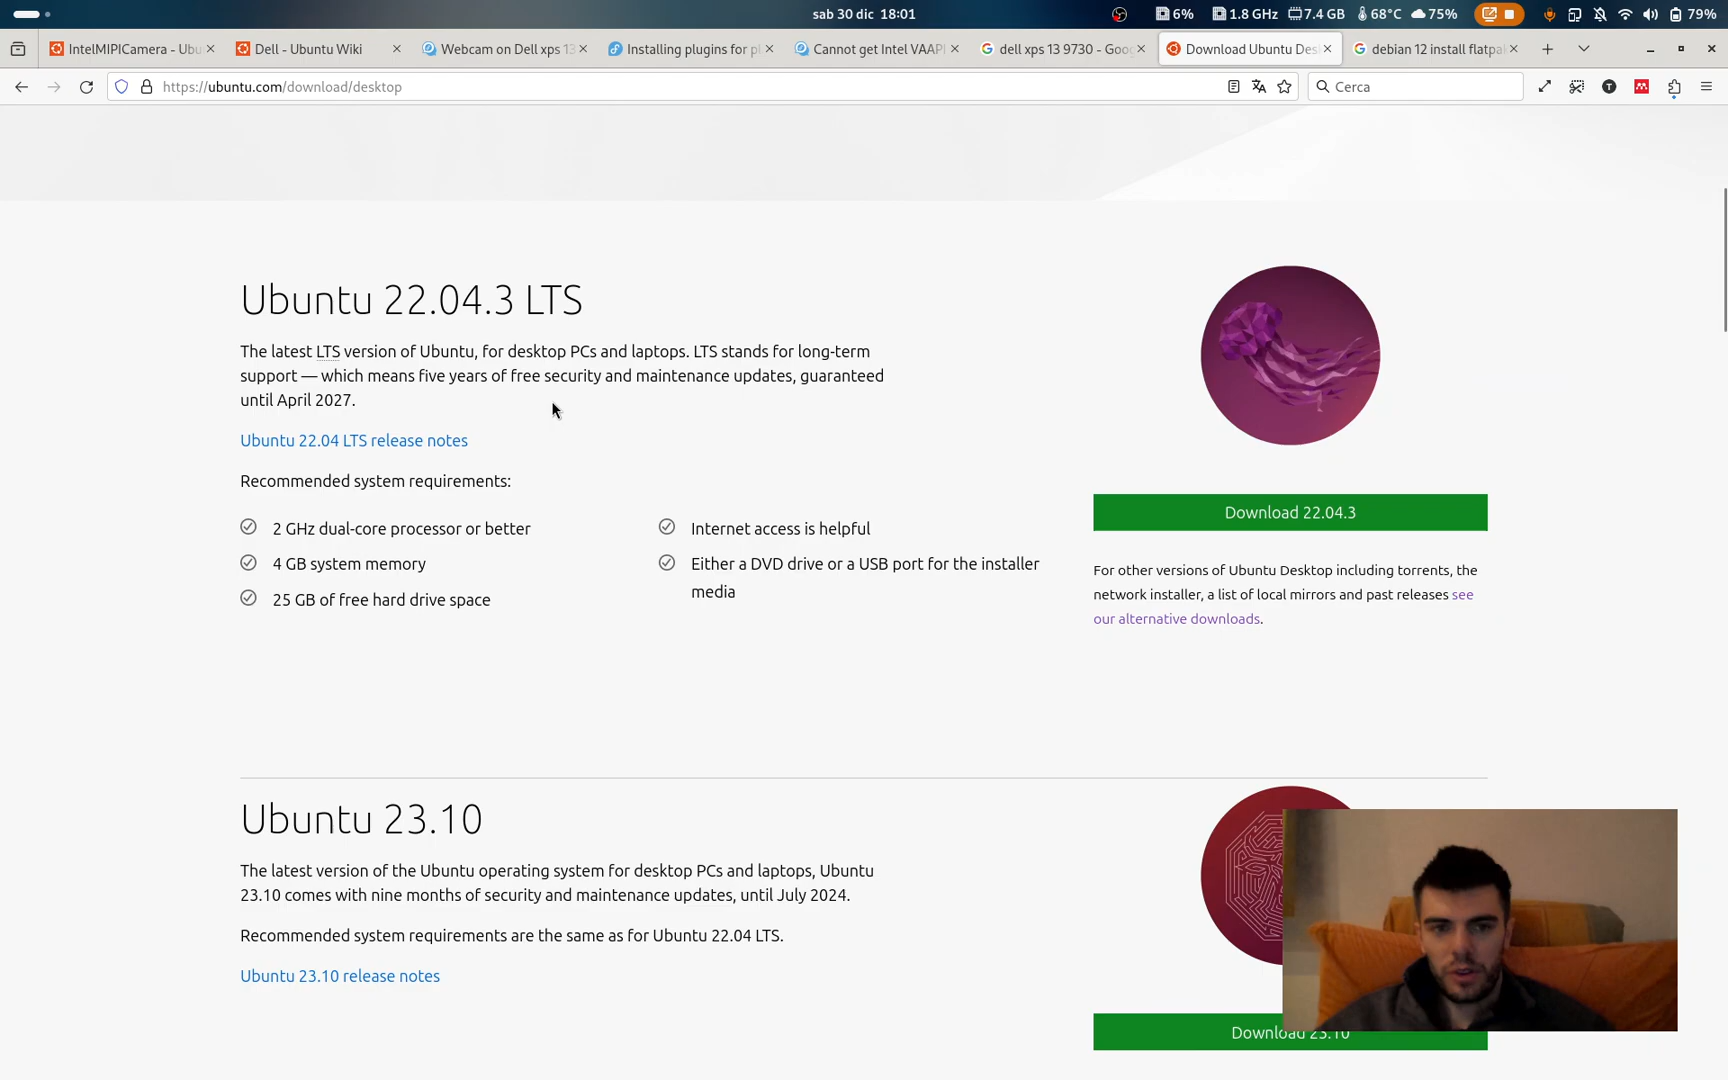 sab 30 dic 18:01
6%
1.8 GHz
7.4 GB
68°C
75%
79%
IntelMIPICamera - Ubu
Dell - Ubuntu Wiki
Webcam on Dell xps 13
Installing plugins for p
Cannot get Intel VAAPI
dell xps 13 9730 - Goo
Download Ubuntu Des
debian 12 install flatpa
https://ubuntu.com/download/desktop
Cerca
T
Ubuntu 22.04.3 LTS
The latest LTS version of Ubuntu, for desktop PCs and laptops. LTS stands for long-term
support — which means five years of free security and maintenance updates, guaranteed
until April 2027.
Ubuntu 22.04 LTS release notes
Recommended system requirements:
2 GHz dual-core processor or better
4 GB system memory
25 GB of free hard drive space
Internet access is helpful
Either a DVD drive or a USB port for the installer
media
Download 22.04.3
For other versions of Ubuntu Desktop including torrents, the
network installer, a list of local mirrors and past releases see
our alternative downloads.
Ubuntu 23.10
The latest version of the Ubuntu operating system for desktop PCs and laptops, Ubuntu
23.10 comes with nine months of security and maintenance updates, until July 2024.
Recommended system requirements are the same as for Ubuntu 22.04 LTS.
Ubuntu 23.10 release notes
Download 23.10